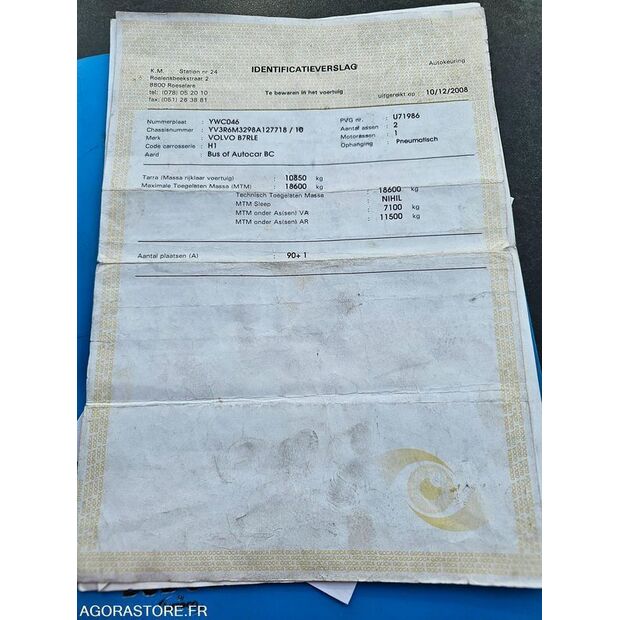 IDENTIFICATIEVERSLAG
Autokeuring
K.M. Station nr 24
Roelensbeekstraat 2
8800 Roeselare
tel: (078) 05 20 10
fax: (051) 26 38 81
Te bewaren in het voertuig
uitgereikt op : 10/12/2008
Nummerplaat : YWC046
PVG nr. : U71986
Chassisnummer : YV3R6M3298A127718 / 10
Aantal assen : 2
Merk : VOLVO B7RLE
Motorassen : 1
Code carrosserie : H1
Ophanging : Pneumatisch
Aard : Bus of Autocar BC
Tarra (Massa rijklaar voertuig) : 10850 kg
Maximale Toegelaten Massa (MTM) : 18600 kg
Technisch Toegelaten Massa : 18600 kg
MTM Sleep : NIHIL
MTM onder As(sen) VA : 7100 kg
MTM onder As(sen) AR : 11500 kg
Aantal plaatsen (A) : 90+ 1
AGORASTORE.FR